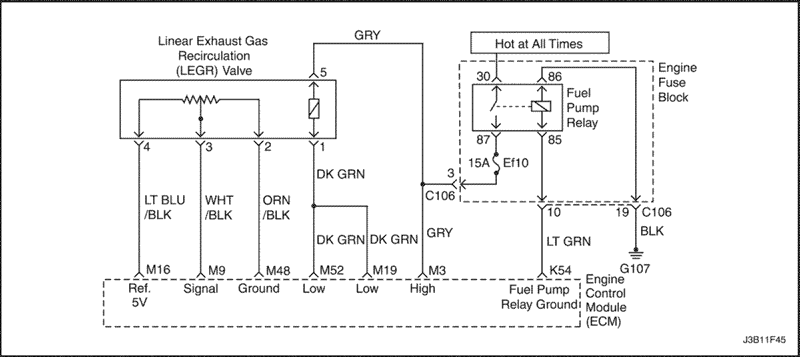 GRY
Hot at All Times
Linear Exhaust Gas
Recirculation
(LEGR) Valve
5
30
86
Engine
Fuse
Block
Fuel
Pump
Relay
87
85
4
3
2
1
15A
Ef10
3
C106
DK GRN
LT BLU
/BLK
WHT
/BLK
ORN
/BLK
10
19
C106
BLK
DK GRN
DK GRN
GRY
LT GRN
G107
M16
M9
M48
M52
M19
M3
K54
Ref.
5V
Signal
Ground
Low
Low
High
Fuel Pump
Relay Ground
Engine
Control
Module
(ECM)
J3B11F45